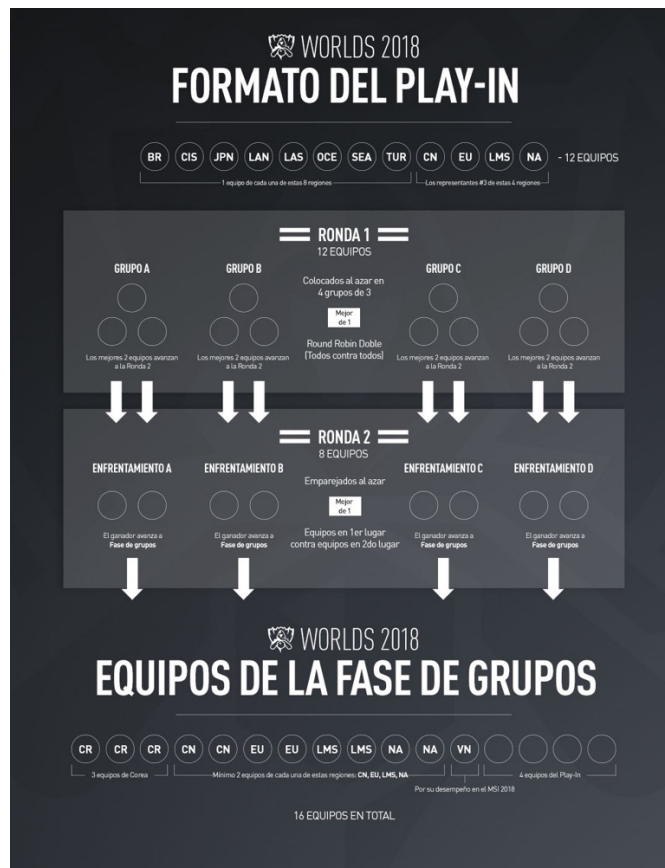 WORLDS 2018
FORMATO DEL PLAY-IN
BR CIS JPN LAN LAS OCE SEA TUR CN EU LMS NA - 12 EQUIPOS
1 equipo de cada una de estas 8 regiones Los representantes #3 de estas 4 regiones
RONDA 1
12 EQUIPOS
GRUPO A GRUPO B GRUPO C GRUPO D
Colocados al azar en
4 grupos de 3
Mejor
de 1
Round Robin Doble
(Todos contra todos)
Los mejores 2 equipos avanzan
a la Ronda 2
Los mejores 2 equipos avanzan
a la Ronda 2
Los mejores 2 equipos avanzan
a la Ronda 2
Los mejores 2 equipos avanzan
a la Ronda 2
RONDA 2
8 EQUIPOS
ENFRENTAMIENTO A ENFRENTAMIENTO B ENFRENTAMIENTO C ENFRENTAMIENTO D
Emparejados al azar
Mejor
de 1
Equipos en 1er lugar
contra equipos en 2do lugar
El ganador avanza a
Fase de grupos
El ganador avanza a
Fase de grupos
El ganador avanza a
Fase de grupos
El ganador avanza a
Fase de grupos
WORLDS 2018
EQUIPOS DE LA FASE DE GRUPOS
CR CR CR CN CN EU EU LMS LMS NA NA VN
3 equipos de Corea Mínimo 2 equipos de cada una de estas regiones: CN, EU, LMS, NA 4 equipos del Play-In
Por su desempeño en el MSI 2018
16 EQUIPOS EN TOTAL